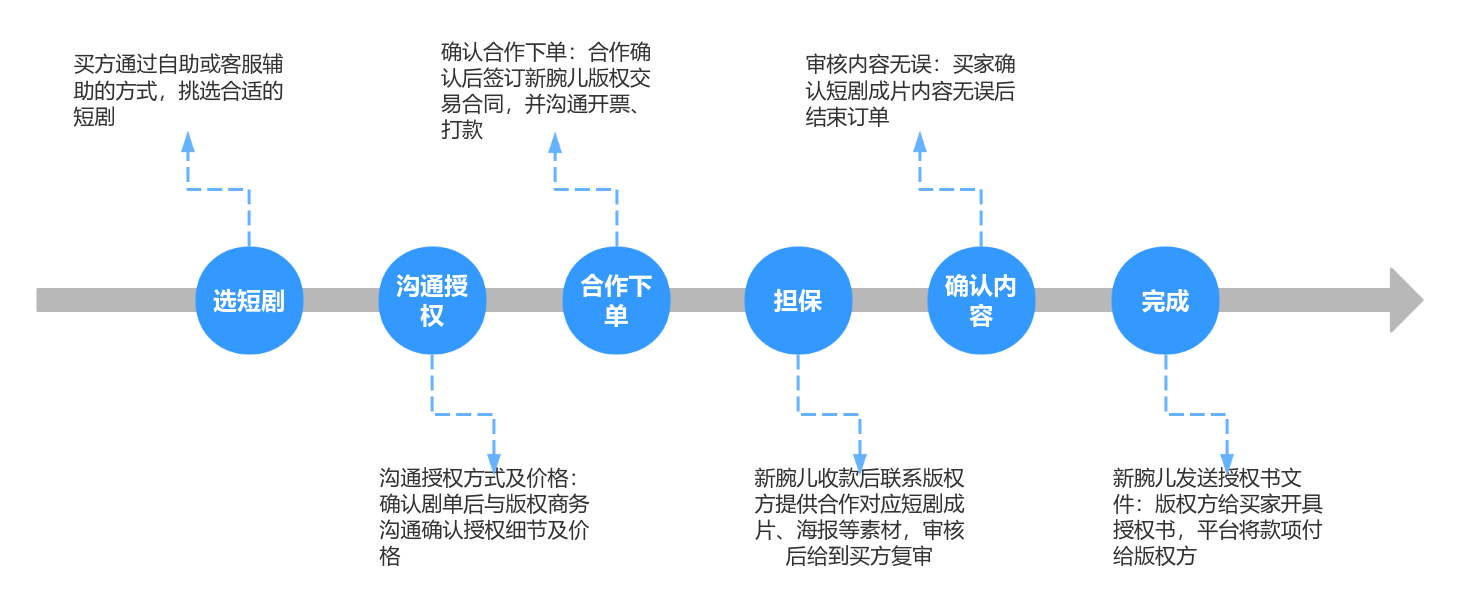 买方通过自助或客服辅
助的方式，挑选合适的
短剧
确认合作下单：合作确
认后签订新腕儿版权交
易合同，并沟通开票、
打款
审核内容无误：买家确
认短剧成片内容无误后
结束订单
选短剧
沟通授
权
合作下
单
担保
确认内
容
完成
沟通授权方式及价格：
确认剧单后与版权商务
沟通确认授权细节及价
格
新腕儿收款后联系版权
方提供合作对应短剧成
片、海报等素材，审核
后给到买方复审
新腕儿发送授权书文
件：版权方给买家开具
授权书，平台将款项付
给版权方